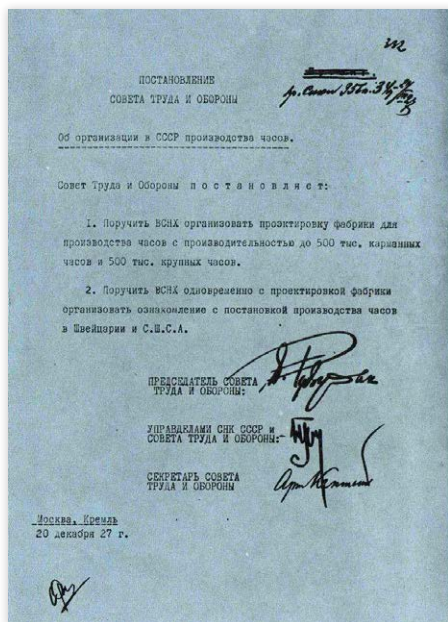 ПОСТАНОВЛЕНИЕ
СОВЕТА ТРУДА И ОБОРОНЫ
Об организации в СССР производства часов.
Совет Труда и Обороны п о с т а н о в л я е т:
1. Поручить ВСНХ организовать проэктировку фабрики для
производства часов с производительностью до 500 тыс. карманных
часов и 500 тыс. крупных часов.
2. Поручить ВСНХ одновременно с проектировкой фабрики
организовать ознакомление с постановкой производства часов
в Швейцарии и С.Ш.С.А.
ПРЕДСЕДАТЕЛЬ СОВЕТА
ТРУДА И ОБОРОНЫ:
УПРАВДЕЛАМИ СНК СССР и
СОВЕТА ТРУДА И ОБОРОНЫ:-
СЕКРЕТАРЬ СОВЕТА
ТРУДА И ОБОРОНЫ
Москва, Кремль
20 декабря 27 г.